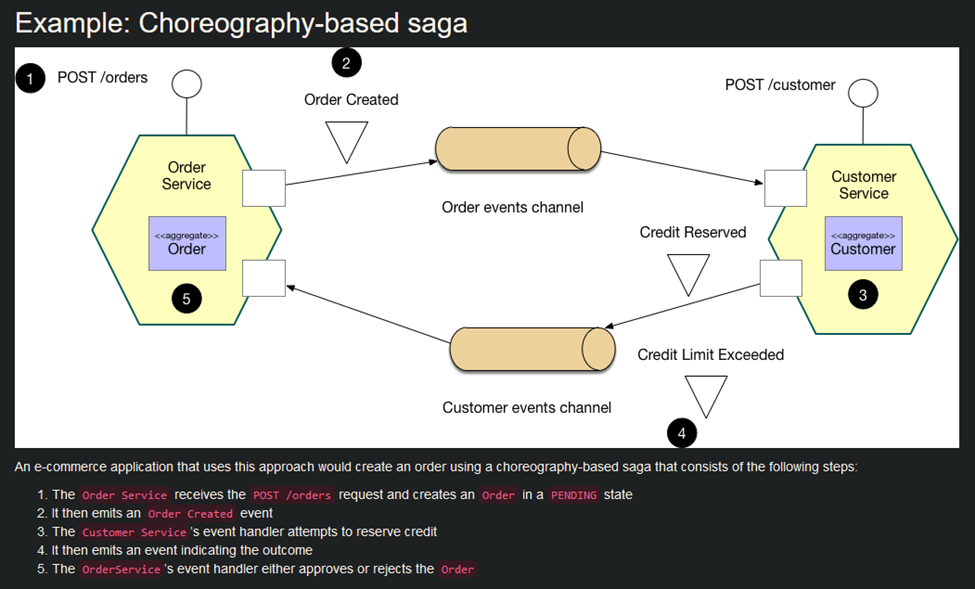 Example: Choreography-based saga
1
POST /orders
2
Order Created
POST /customer
Order
Service
<<aggregate>>
Order
5
Order events channel
Customer
Service
<<aggregate>>
Customer
3
Credit Reserved
Customer events channel
Credit Limit Exceeded
4
An e-commerce application that uses this approach would create an order using a choreography-based saga that consists of the following steps:
1. The Order Service receives the POST /orders request and creates an Order in a PENDING state
2. It then emits an Order Created event
3. The Customer Service 's event handler attempts to reserve credit
4. It then emits an event indicating the outcome
5. The OrderService 's event handler either approves or rejects the Order